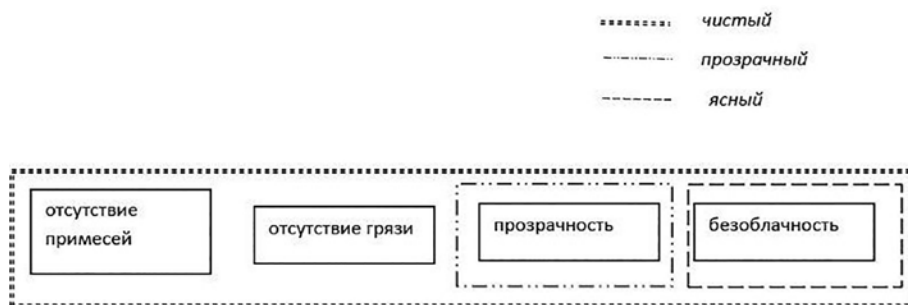 чистый
прозрачный
ясный
отсутствие
примесей
отсутствие грязи
прозрачность
безоблачность